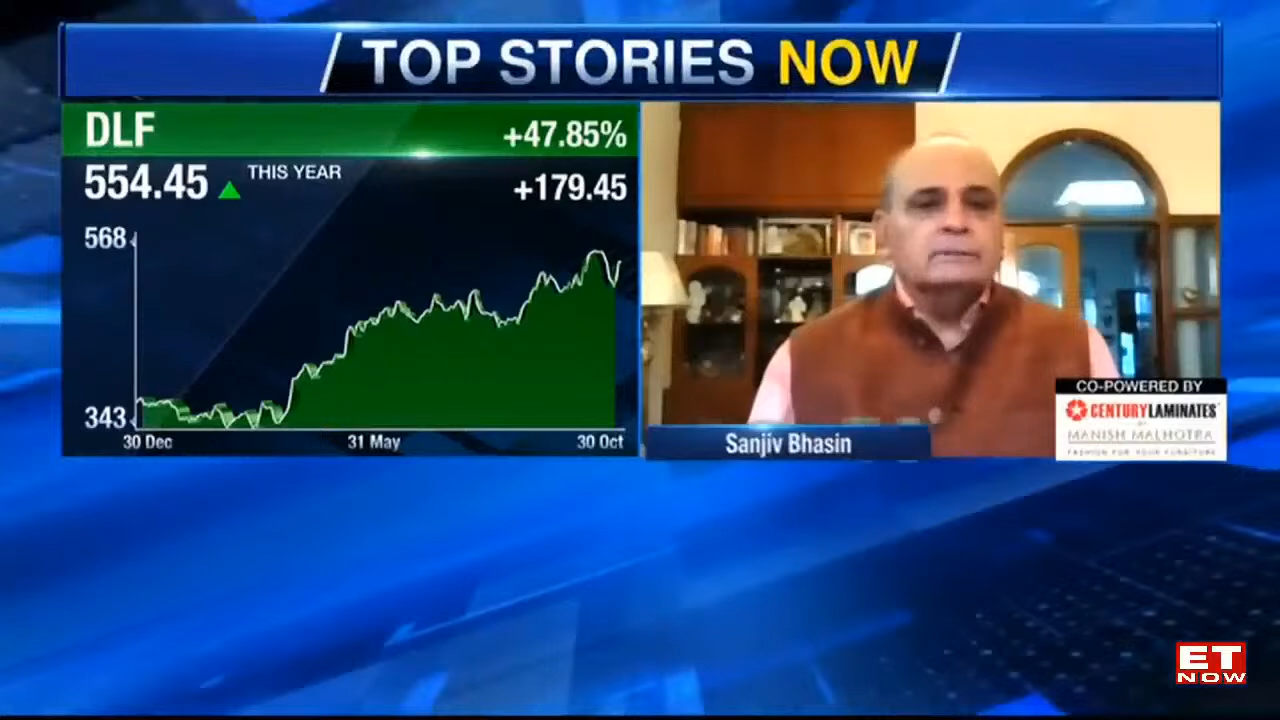 TOP STORIES NOW
DLF +47.85%
554.45 THIS YEAR +179.45
568
343
30 Dec 31 May 30 Oct
Sanjiv Bhasin
CO-POWERED BY
CENTURYLAMINATES
BY
MANISH MALHOTRA
FASHION FOR YOUR FURNITURE
ET
NOW